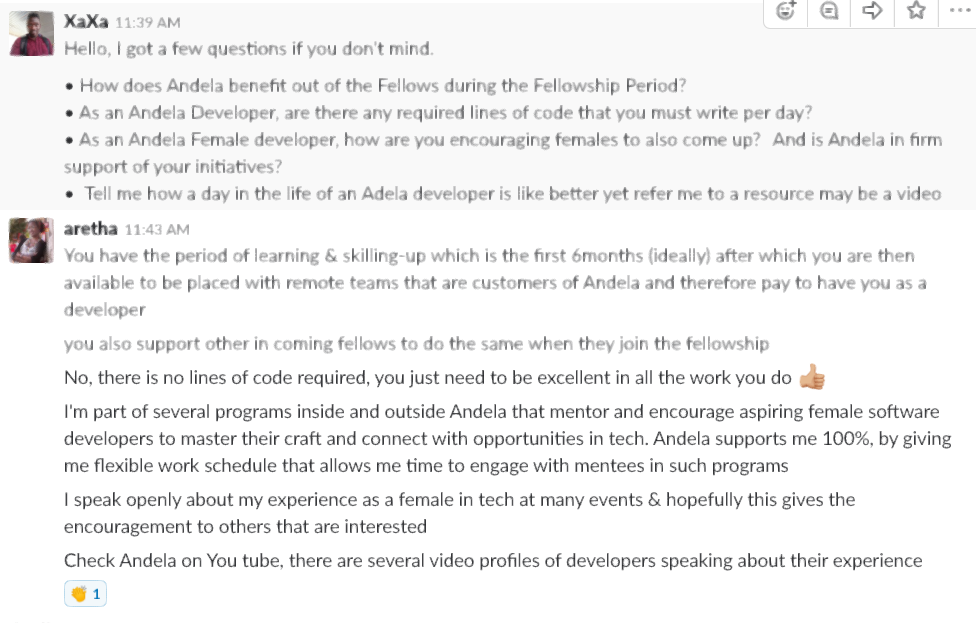 XaXa 11:39 AM
Hello, I got a few questions if you don't mind.
• How does Andela benefit out of the Fellows during the Fellowship Period?
• As an Andela Developer, are there any required lines of code that you must write per day?
• As an Andela Female developer, how are you encouraging females to also come up? And is Andela in firm
support of your initiatives?
• Tell me how a day in the life of an Adela developer is like better yet refer me to a resource may be a video
aretha 11:43 AM
You have the period of learning & skilling-up which is the first 6months (ideally) after which you are then
available to be placed with remote teams that are customers of Andela and therefore pay to have you as a
developer
you also support other in coming fellows to do the same when they join the fellowship
No, there is no lines of code required, you just need to be excellent in all the work you do 👍🏼
I'm part of several programs inside and outside Andela that mentor and encourage aspiring female software
developers to master their craft and connect with opportunities in tech. Andela supports me 100%, by giving
me flexible work schedule that allows me time to engage with mentees in such programs
I speak openly about my experience as a female in tech at many events & hopefully this gives the
encouragement to others that are interested
Check Andela on You tube, there are several video profiles of developers speaking about their experience
👏 1